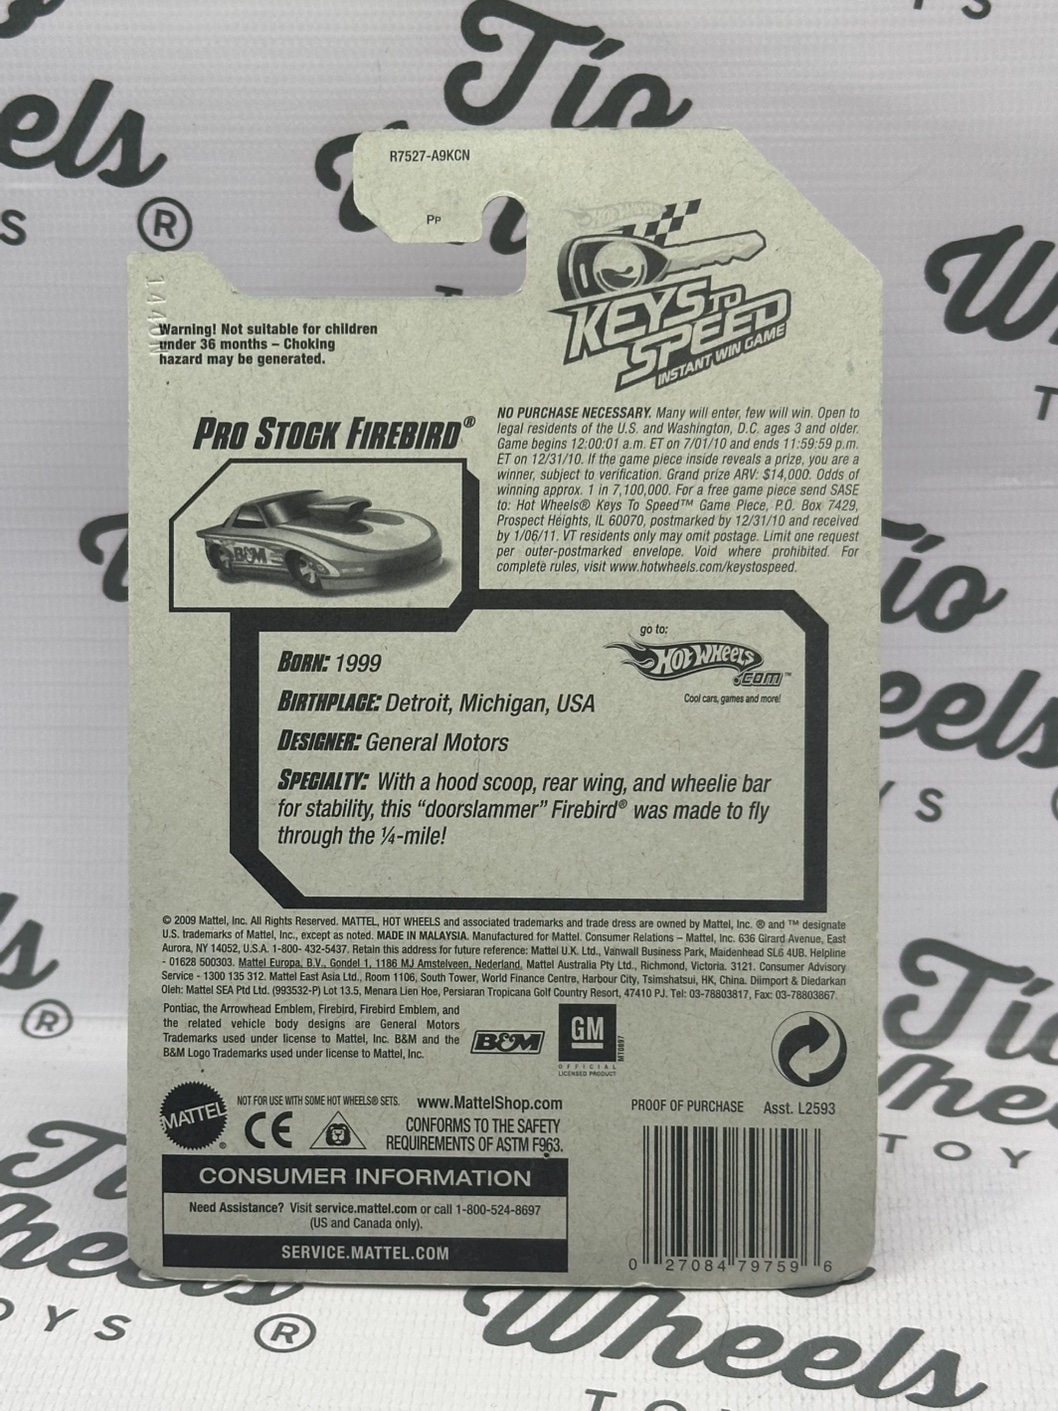 Tío
els
®
S
R7527-A9KCN
PP
Wheels
TOYS
KEYS TO
SPEED
INSTANT WIN GAME
Warning! Not suitable for children
under 36 months – Choking
hazard may be generated.
PRO STOCK FIREBIRD®
NO PURCHASE NECESSARY. Many will enter, few will win. Open to
legal residents of the U.S. and Washington, D.C. ages 3 and older.
Game begins 12:00:01 a.m. ET on 7/01/10 and ends 11:59:59 p.m.
ET on 12/31/10. If the game piece inside reveals a prize, you are a
winner, subject to verification. Grand prize ARV: $14,000. Odds of
winning approx. 1 in 7,100,000. For a free game piece send SASE
to: Hot Wheels® Keys To Speed™ Game Piece, P.O. Box 7429,
Prospect Heights, IL 60070, postmarked by 12/31/10 and received
by 1/06/11. VT residents only may omit postage. Limit one request
per outer-postmarked envelope. Void where prohibited. For
complete rules, visit www.hotwheels.com/keystospeed.
B&M
BORN: 1999
go to:
HOT WHEELS
.COM™
Cool cars, games and more!
BIRTHPLACE: Detroit, Michigan, USA
DESIGNER: General Motors
SPECIALTY: With a hood scoop, rear wing, and wheelie bar
for stability, this “doorslammer” Firebird® was made to fly
through the ¼-mile!
© 2009 Mattel, Inc. All Rights Reserved. MATTEL, HOT WHEELS and associated trademarks and trade dress are owned by Mattel, Inc. ® and ™ designate
U.S. trademarks of Mattel, Inc., except as noted. MADE IN MALAYSIA. Manufactured for Mattel. Consumer Relations – Mattel, Inc. 636 Girard Avenue, East
Aurora, NY 14052, U.S.A. 1-800- 432-5437. Retain this address for future reference: Mattel U.K. Ltd., Vanwall Business Park, Maidenhead SL6 4UB. Helpline
- 01628 500303. Mattel Europa, B.V., Gondel 1, 1186 MJ Amstelveen, Nederland. Mattel Australia Pty Ltd., Richmond, Victoria. 3121. Consumer Advisory
Service - 1300 135 312. Mattel East Asia Ltd., Room 1106, South Tower, World Finance Centre, Harbour City, Tsimshatsui, HK, China. Diimport & Diedarkan
Oleh: Mattel SEA Ptd Ltd. (993532-P) Lot 13.5, Menara Lien Hoe, Persiaran Tropicana Golf Country Resort, 47410 PJ. Tel: 03-78803817, Fax: 03-78803867.
Pontiac, the Arrowhead Emblem, Firebird, Firebird Emblem, and
the related vehicle body designs are General Motors
Trademarks used under license to Mattel, Inc. B&M and the
B&M Logo Trademarks used under license to Mattel, Inc.
B&M
GM
OFFICIAL
LICENSED PRODUCT
MT0897
MATTEL®
NOT FOR USE WITH SOME HOT WHEELS® SETS.
www.MattelShop.com
CE
CONFORMS TO THE SAFETY
REQUIREMENTS OF ASTM F963.
PROOF OF PURCHASE Asst. L2593
CONSUMER INFORMATION
Need Assistance? Visit service.mattel.com or call 1-800-524-8697
(US and Canada only).
SERVICE.MATTEL.COM
0 27084 79759 6
Wheels
OYS ®